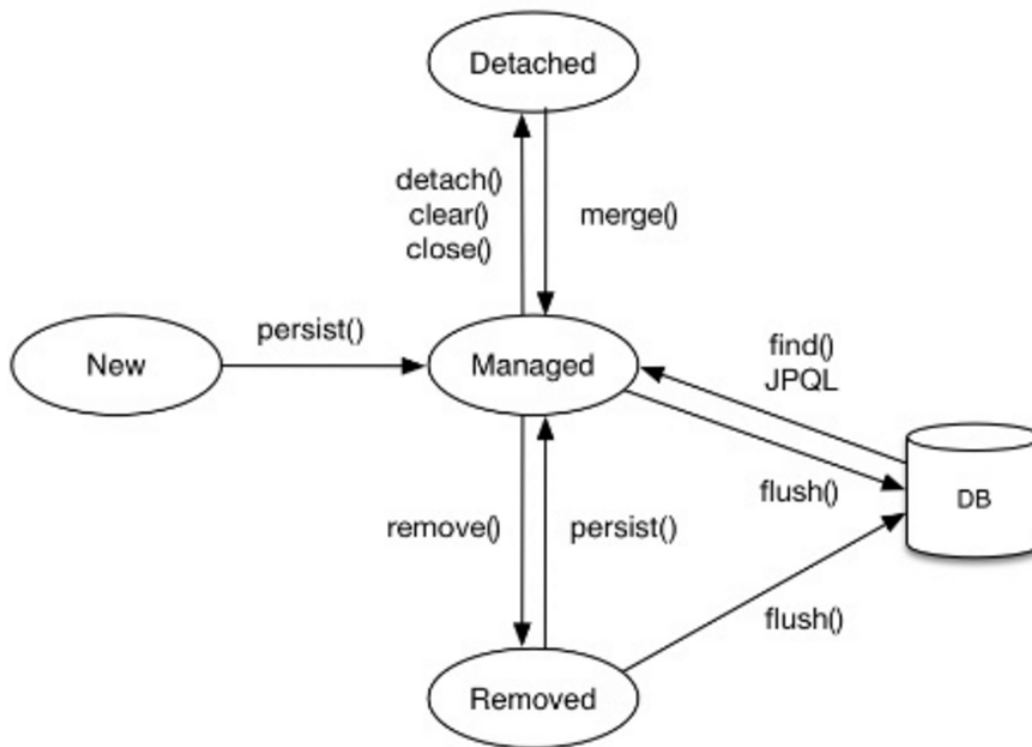 Detached
detach()
clear()
close()
merge()
persist()
New
Managed
find()
JPQL
flush()
DB
remove()
persist()
flush()
Removed